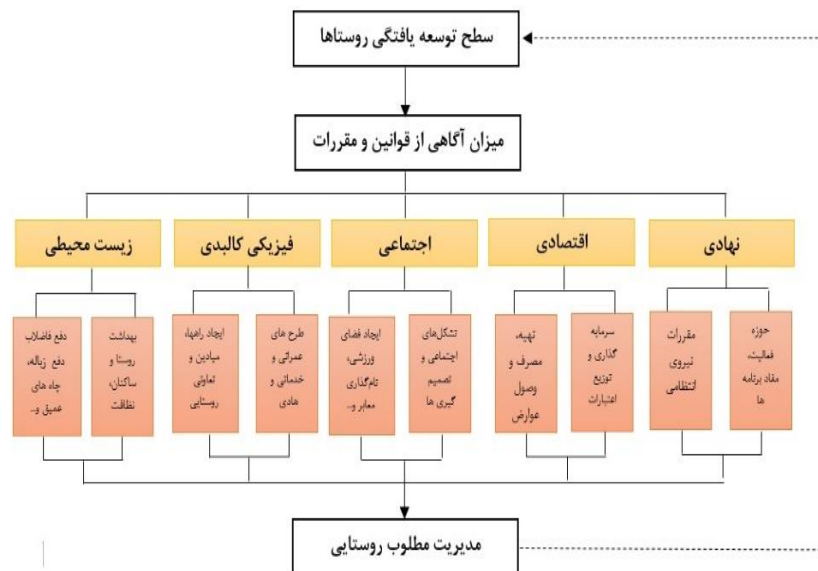 سطح توسعه یافتگی روستاها
میزان آگاهی از قوانین و مقررات
نهادی
اقتصادی
اجتماعی
فیزیکی کالبدی
زیست محیطی
حوزه
فعالیت،
مفاد برنامه
ها
مقررات
نیروی
انتظامی
سرمایه
گذاری و
توزیع
اعتبارات
تهیه،
مصرف و
وصول
عوارض
تشکل‌های
اجتماعی و
تصمیم
گیری ها
ایجاد فضای
ورزشی،
نام‌گذاری
معابر و...
طرح های
عمرانی و
خدماتی و
هادی
ایجاد راهها،
میادین و
تعاونی
روستایی
بهداشت
روستا و
ساکنان،
نظافت
دفع فاضلاب
دفع زباله،
چاه های
عمیق و...
مدیریت مطلوب روستایی